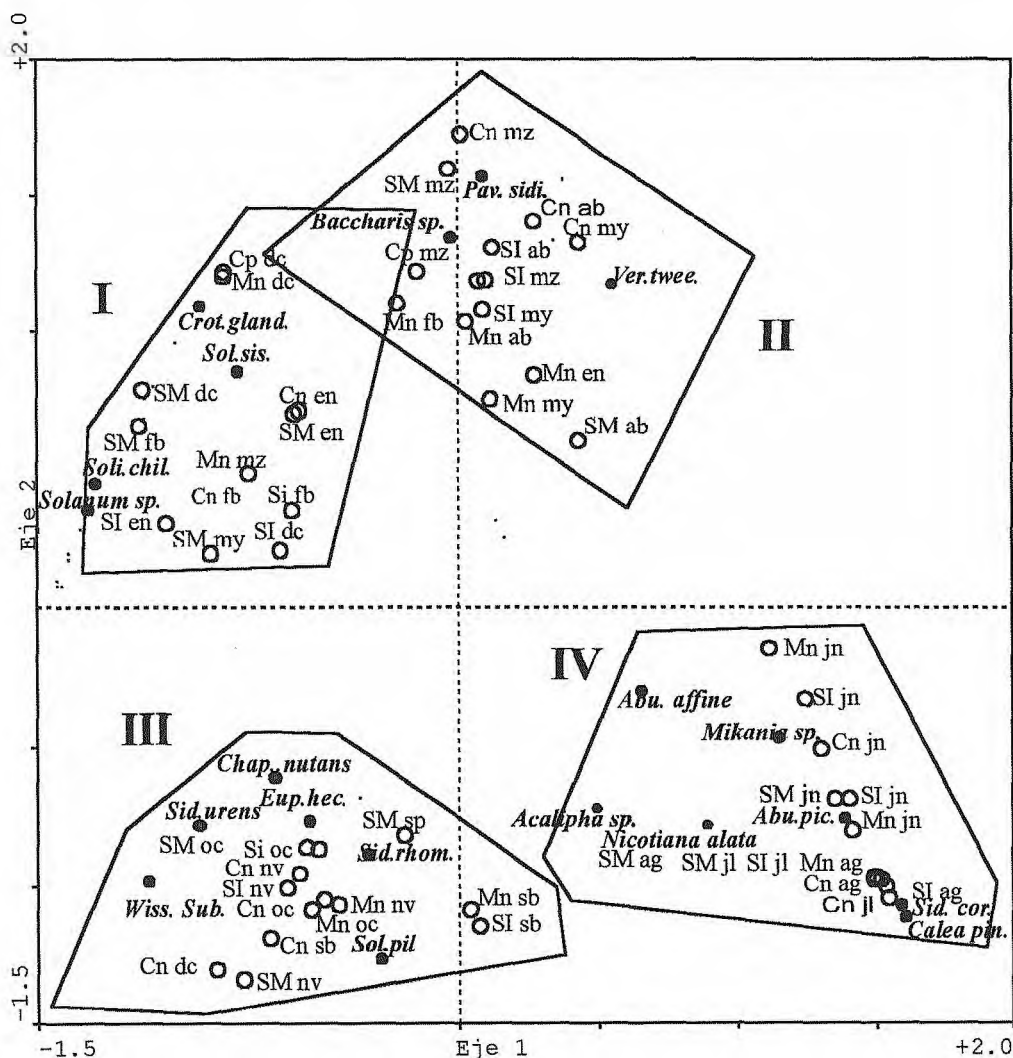 +2.0
Cn mz
SM mz
Pav. sidi.
Cn ab
Baccharis sp.
Cn my
SI ab
Cp mz
Cp dc
SI mz
Mn dc
Ver.twee.
I
Crot.gland.
Mn fb
SI my
Mn ab
II
Sol.sis.
SM dc
Mn en
Cn en
Mn my
SM en
SM fb
SM ab
Mn mz
Soli.chil.
Cn fb
Si fb
Solanum sp.
SI en
SI dc
SM my
Eje 2
IV
Mn jn
Abu. affine
SI jn
III
Mikania sp.
Cn jn
Chap. nutans
Eup.hec.
SM jn
SI jn
Sid.urens
Acalipha sp.
Abu.pic.
SM sp
Mn jn
SM oc
Nicotiana alata
Si oc
Sid.rhom.
SM ag
SM jl
SI jl
Mn ag
Cn nv
Cn ag
SI nv
SI ag
Wiss. Sub.
Cn oc
Mn nv
Mn sb
Cn jl
Sid. cor.
Mn oc
SI sb
Calea pin.
Cn sb
Sol.pil
Cn dc
SM nv
-1.5
-1.5
Eje 1
+2.0